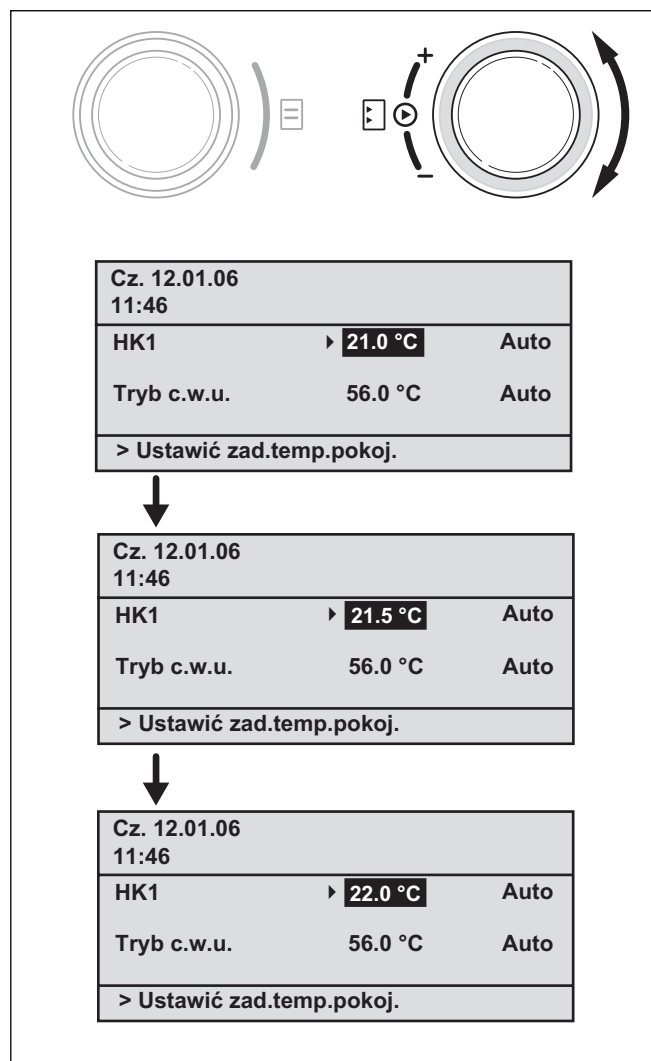 +
−
Cz. 12.01.06
11:46
HK1 21.0 °C Auto
Tryb c.w.u. 56.0 °C Auto
> Ustawić zad.temp.pokoj.
Cz. 12.01.06
11:46
HK1 21.5 °C Auto
Tryb c.w.u. 56.0 °C Auto
> Ustawić zad.temp.pokoj.
Cz. 12.01.06
11:46
HK1 22.0 °C Auto
Tryb c.w.u. 56.0 °C Auto
> Ustawić zad.temp.pokoj.